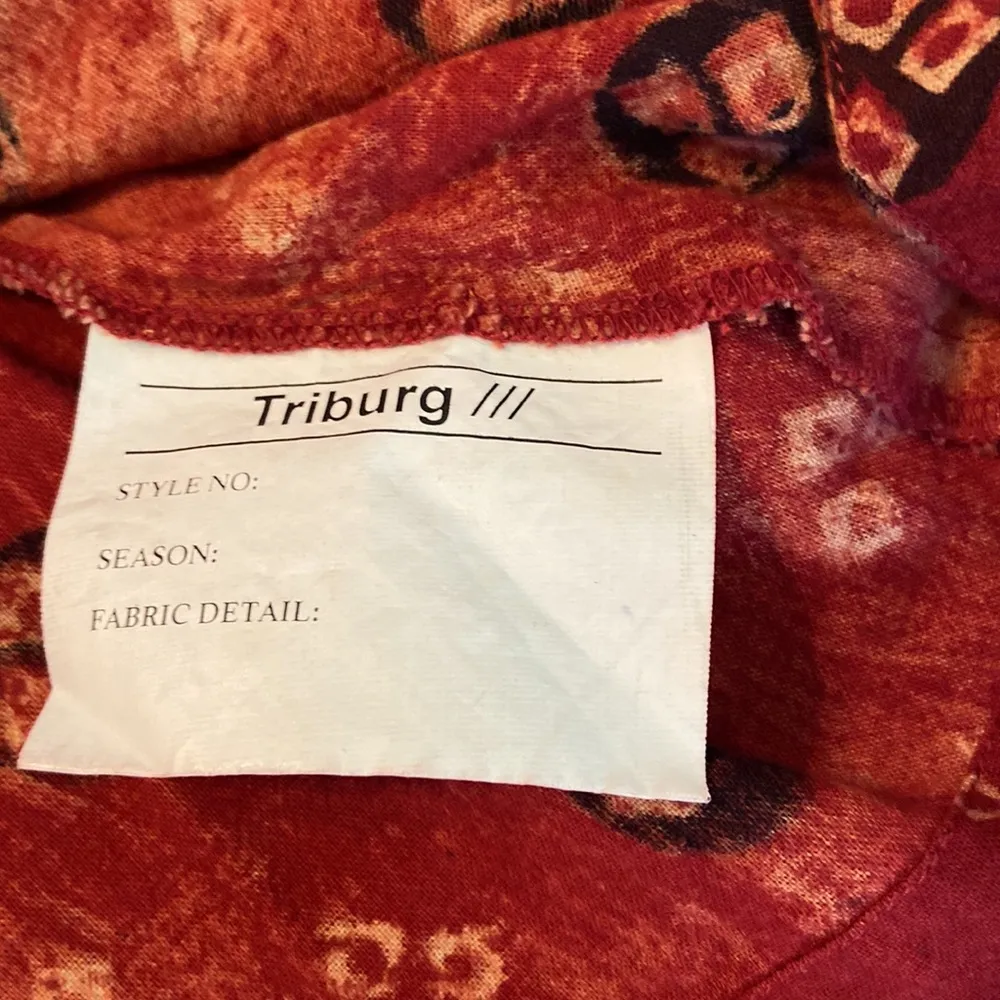 Triburg ///
STYLE NO:
SEASON:
FABRIC DETAIL: